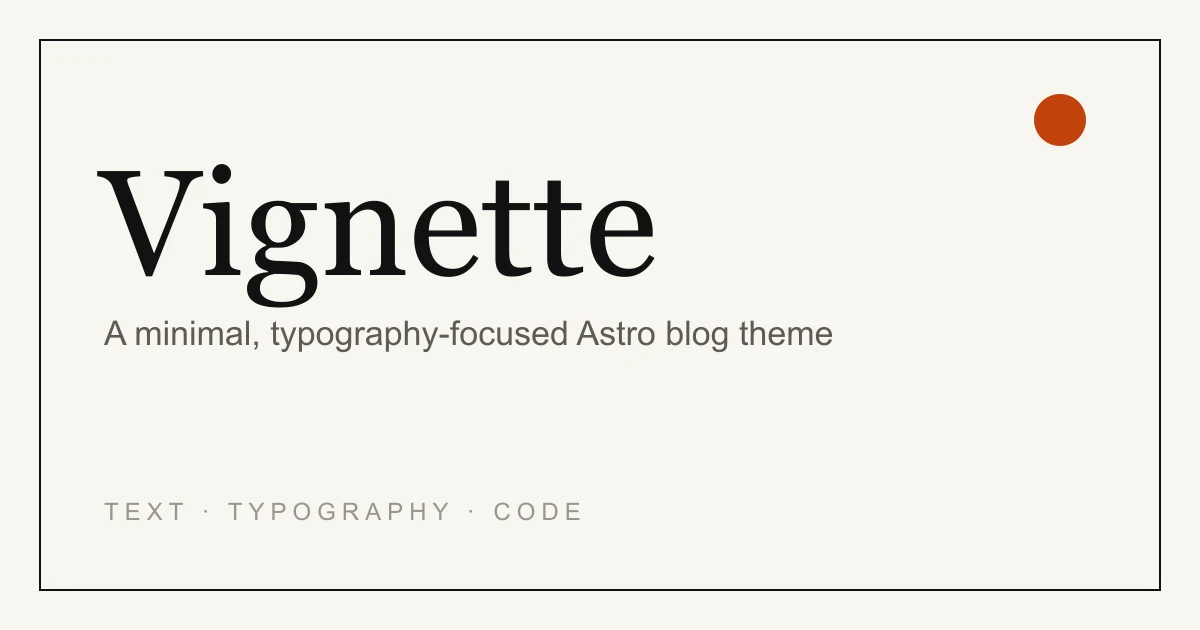 Vignette
A minimal, typography-focused Astro blog theme
TEXT · TYPOGRAPHY · CODE